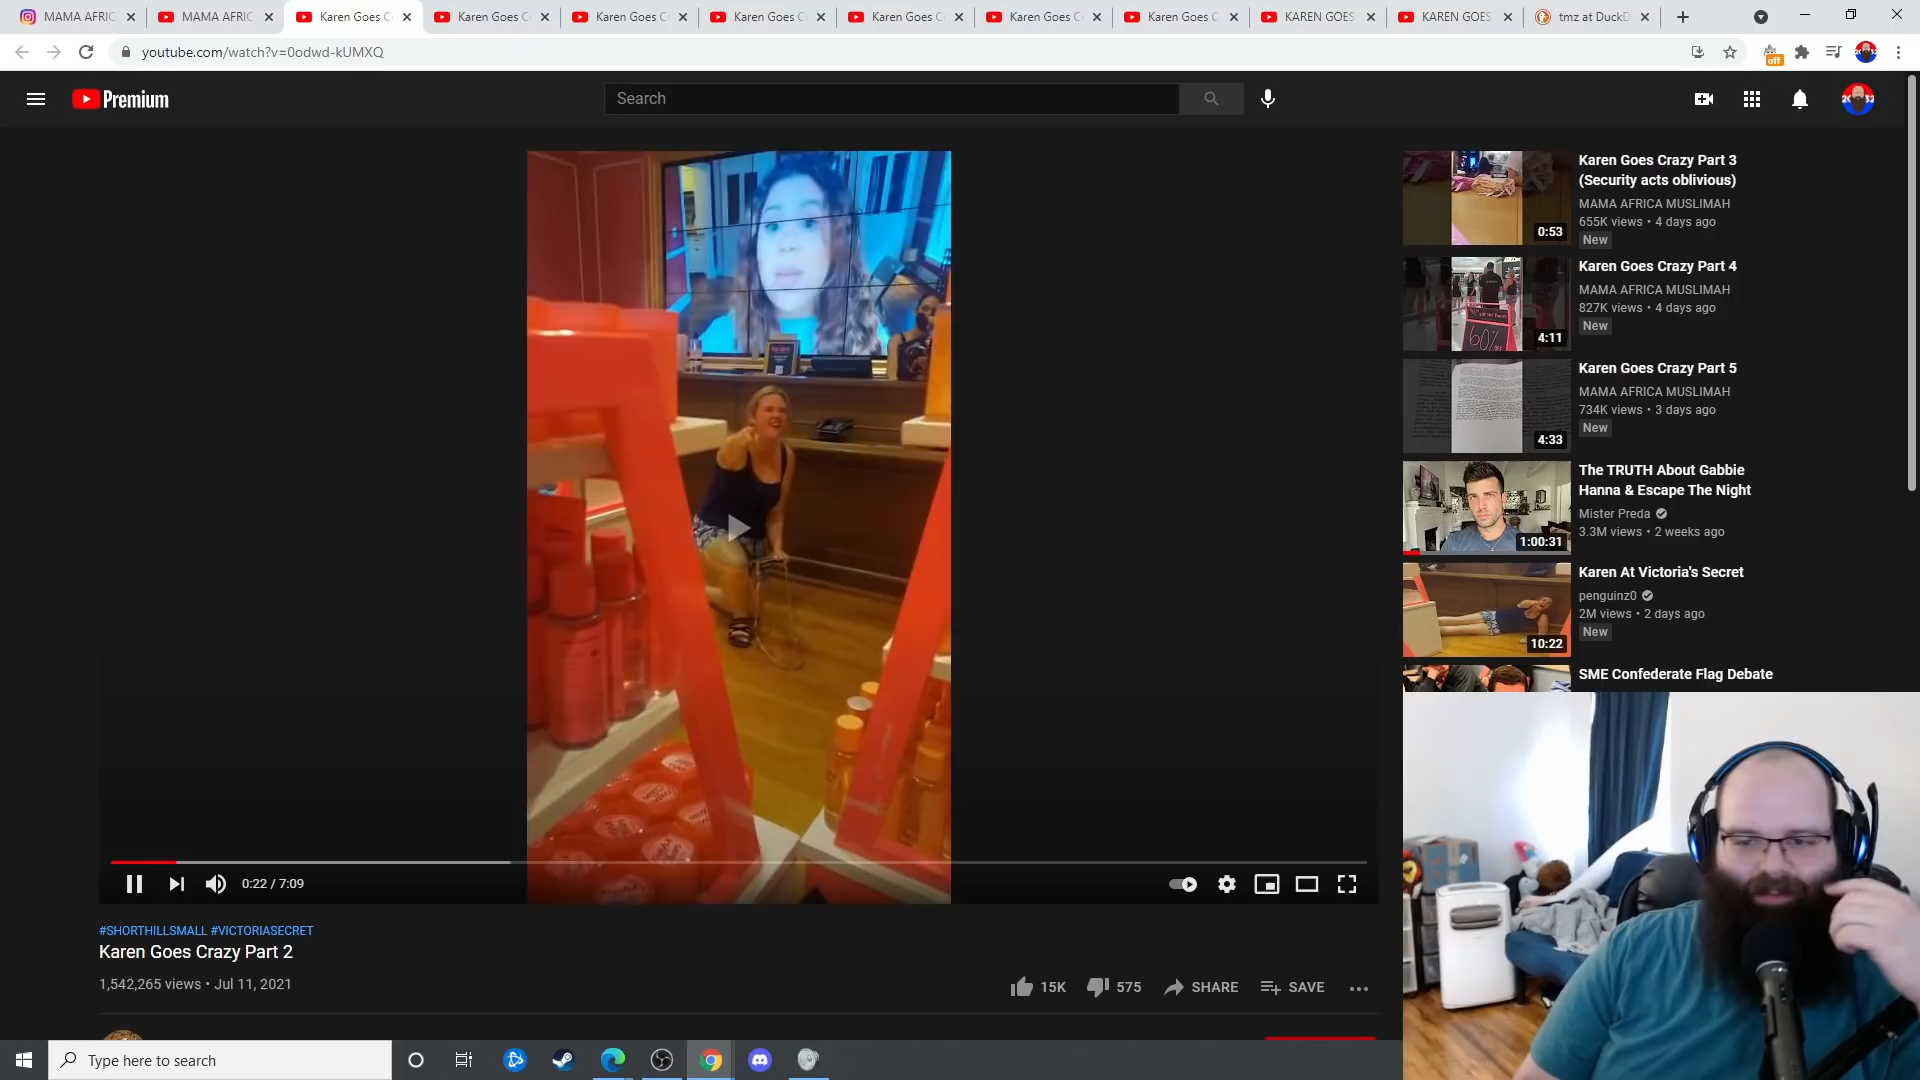 MAMA AFRIC
MAMA AFRIC
Karen Goes C
Karen Goes C
Karen Goes C
Karen Goes C
Karen Goes C
Karen Goes C
Karen Goes C
KAREN GOES
KAREN GOES
tmz at DuckD
youtube.com/watch?v=0odwd-kUMXQ
off
Premium
Search
Karen Goes Crazy Part 3
(Security acts oblivious)
MAMA AFRICA MUSLIMAH
655K views • 4 days ago
New
0:53
Karen Goes Crazy Part 4
MAMA AFRICA MUSLIMAH
827K views • 4 days ago
New
60%
4:11
Karen Goes Crazy Part 5
MAMA AFRICA MUSLIMAH
734K views • 3 days ago
New
4:33
The TRUTH About Gabbie
Hanna & Escape The Night
Mister Preda
3.3M views • 2 weeks ago
1:00:31
Karen At Victoria's Secret
penguinz0
2M views • 2 days ago
New
10:22
SME Confederate Flag Debate
0:22 / 7:09
#SHORTHILLSMALL #VICTORIASECRET
Karen Goes Crazy Part 2
1,542,265 views • Jul 11, 2021
15K
575
SHARE
SAVE
Type here to search